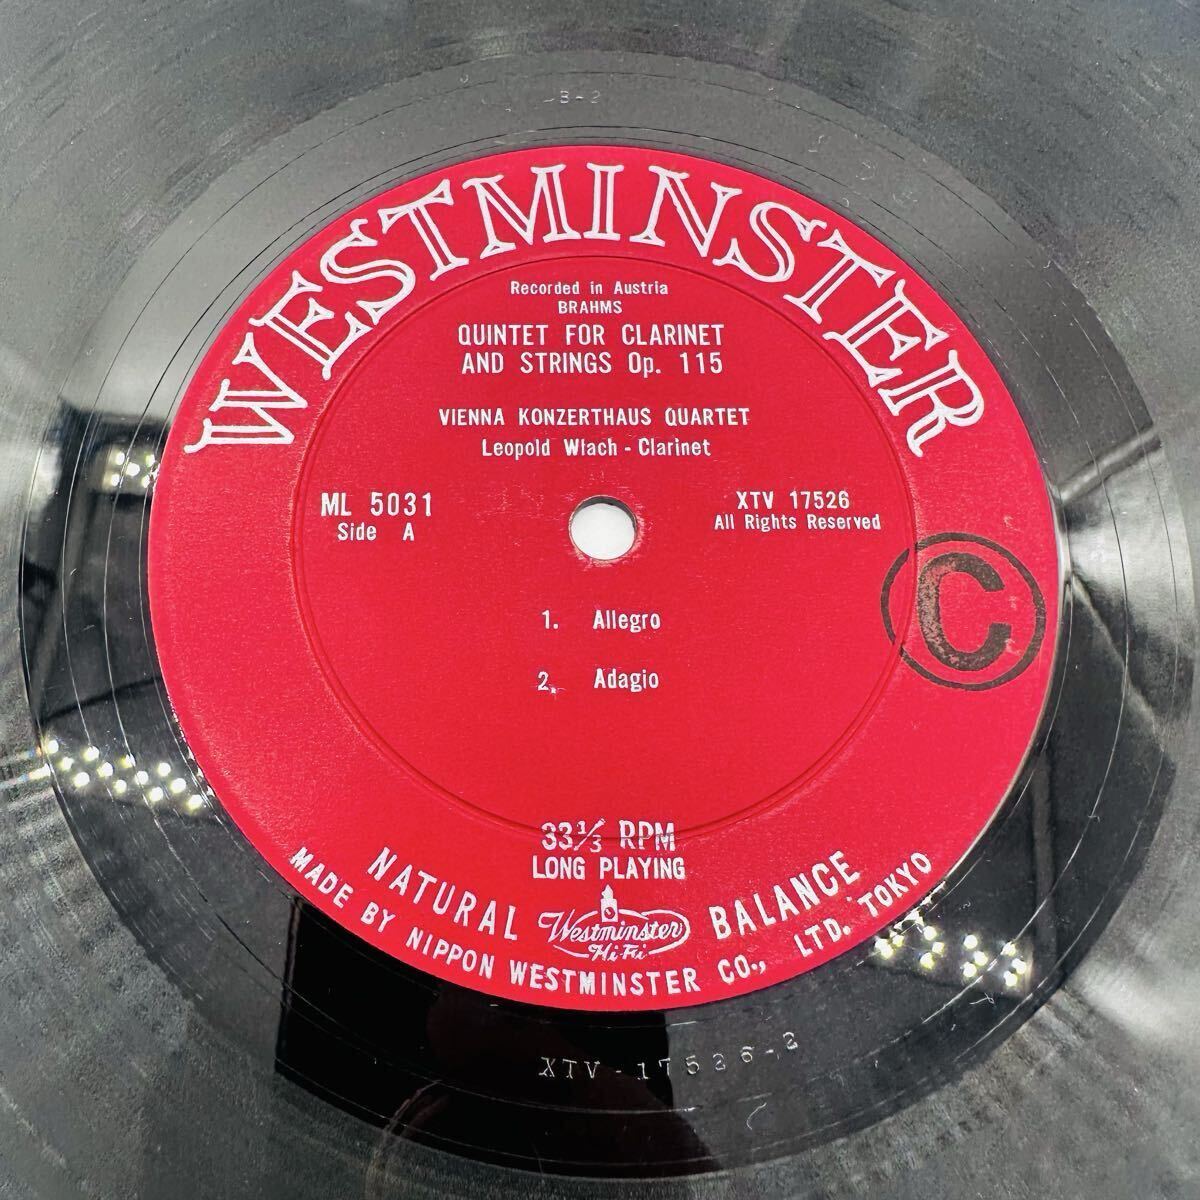 -3-2
WESTMINSTER
Recorded in Austria
BRAHMS
QUINTET FOR CLARINET
AND STRINGS Op. 115
VIENNA KONZERTHAUS QUARTET
Leopold Wlach - Clarinet
ML 5031
Side A
XTV 17526
All Rights Reserved
C
1. Allegro
2. Adagio
33⅓ RPM
LONG PLAYING
NATURAL BALANCE
Westminster
Hi-Fi
MADE BY NIPPON WESTMINSTER CO., LTD. TOKYO
XTV-17526-2